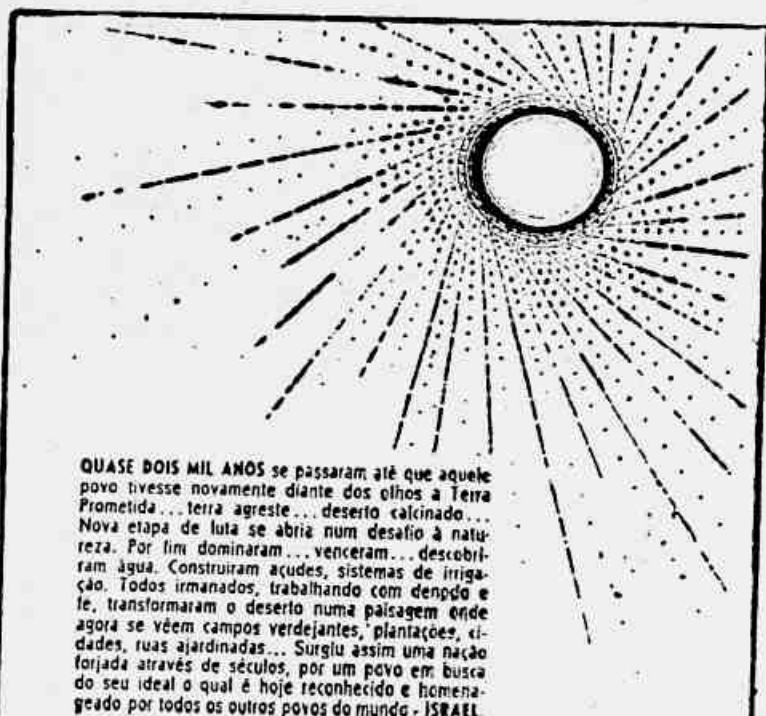 QUASE DOIS MIL ANOS se passaram até que aquele
povo tivesse novamente diante dos olhos a Terra
Prometida... terra agreste... deserto calcinado...
Nova etapa de luta se abria num desafio à natu-
reza. Por fim dominaram... venceram... descobri-
ram água. Construiram açudes, sistemas de irriga-
ção. Todos irmanados, trabalhando com denodo e
fé, transformaram o deserto numa paisagem onde
agora se vêem campos verdejantes, plantações, ci-
dades, ruas ajardinadas... Surgiu assim uma nação
forjada através de séculos, por um povo em busca
do seu ideal o qual é hoje reconhecido e homena-
geado por todos os outros povos do mundo - ISRAEL